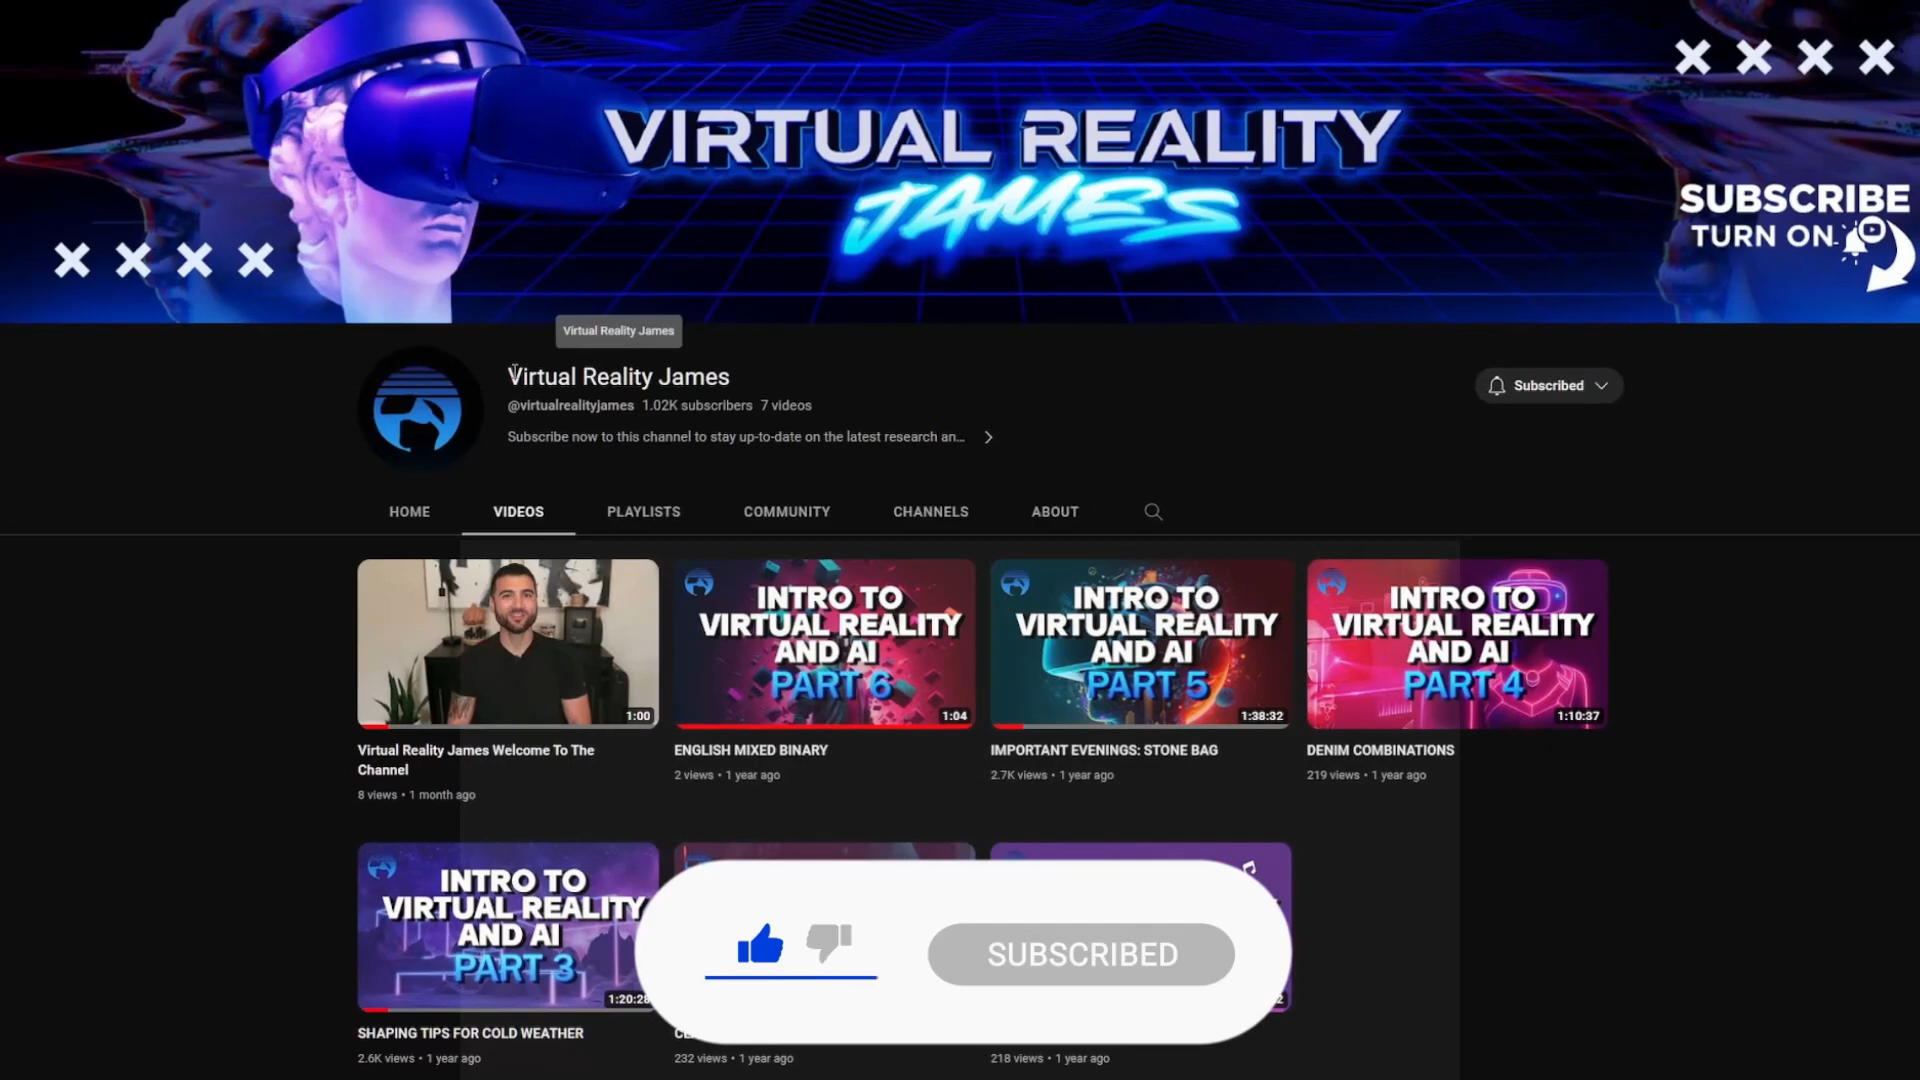 VIRTUAL REALITY
JAMES
SUBSCRIBE
TURN ON
Virtual Reality James
Virtual Reality James
@virtualrealityjames 1.02K subscribers 7 videos
Subscribe now to this channel to stay up-to-date on the latest research an...
Subscribed
HOME VIDEOS PLAYLISTS COMMUNITY CHANNELS ABOUT
1:00
Virtual Reality James Welcome To The
Channel
8 views • 1 month ago
INTRO TO
VIRTUAL REALITY
AND AI
PART 6
1:04
ENGLISH MIXED BINARY
2 views • 1 year ago
INTRO TO
VIRTUAL REALITY
AND AI
PART 5
1:38:32
IMPORTANT EVENINGS: STONE BAG
2.7K views • 1 year ago
INTRO TO
VIRTUAL REALITY
AND AI
PART 4
1:10:37
DENIM COMBINATIONS
219 views • 1 year ago
INTRO TO
VIRTUAL REALITY
AND AI
PART 3
1:20:28
SHAPING TIPS FOR COLD WEATHER
2.6K views • 1 year ago
232 views • 1 year ago
218 views • 1 year ago
SUBSCRIBED